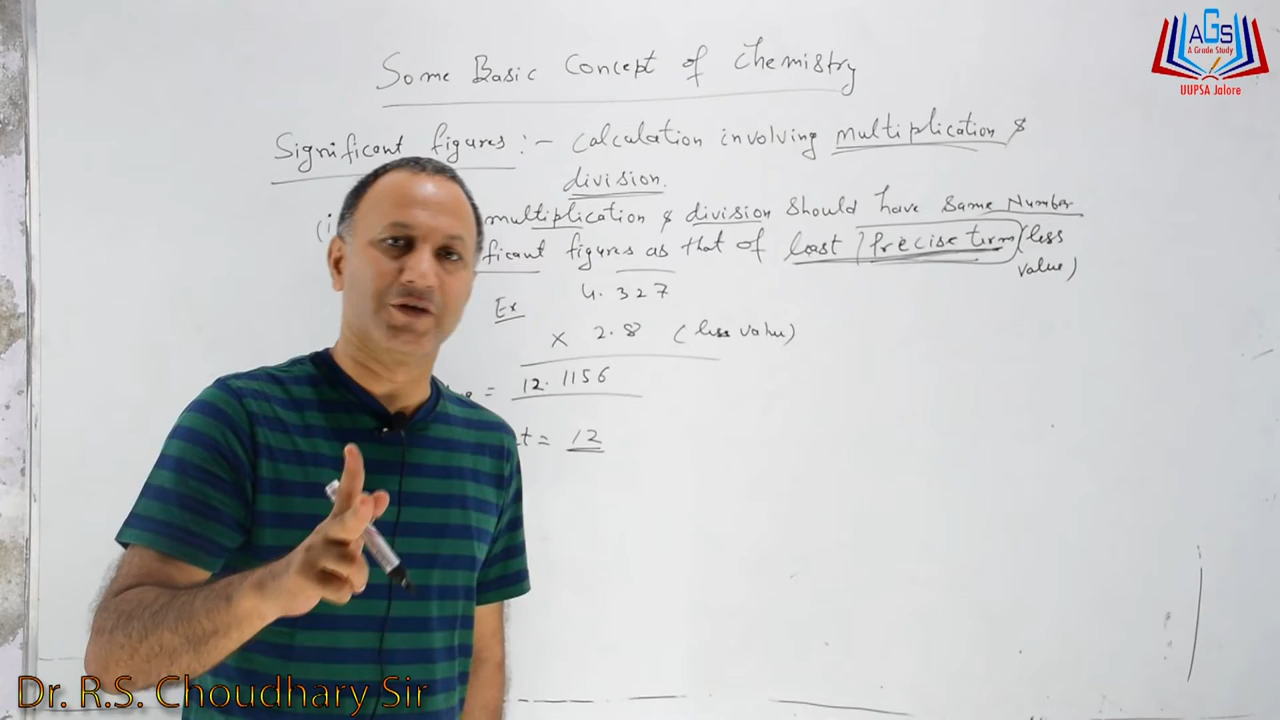 Some Basic Concept of Chemistry
AGS
A Grade Study
UUPSA Jalore
Significant figures :- Calculation involving multiplication &
division.
(i multiplication & division should have same Number
ficant figures as that of least Precise term (less
value)
Ex 4.327
x 2.8 (less value)
= 12.1156
t = 12
Dr. R.S. Choudhary Sir